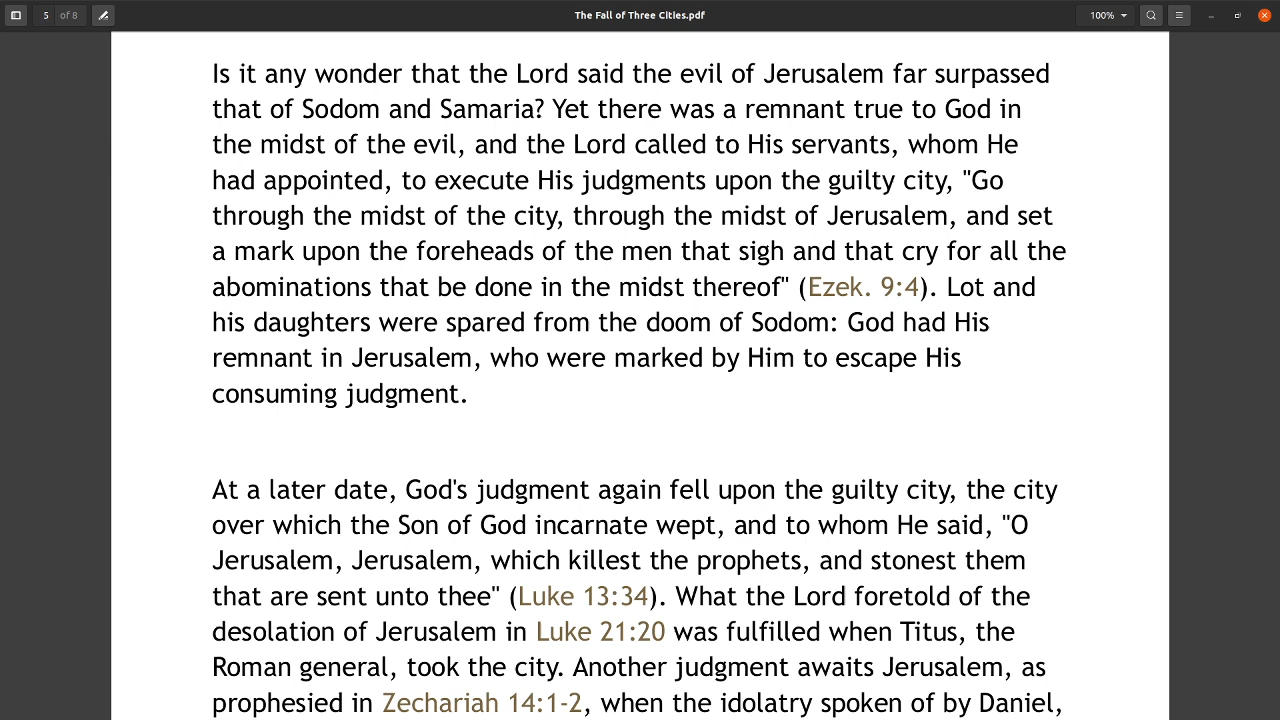 5 of 8
The Fall of Three Cities.pdf
100%
Is it any wonder that the Lord said the evil of Jerusalem far surpassed
that of Sodom and Samaria? Yet there was a remnant true to God in
the midst of the evil, and the Lord called to His servants, whom He
had appointed, to execute His judgments upon the guilty city, "Go
through the midst of the city, through the midst of Jerusalem, and set
a mark upon the foreheads of the men that sigh and that cry for all the
abominations that be done in the midst thereof" (Ezek. 9:4). Lot and
his daughters were spared from the doom of Sodom: God had His
remnant in Jerusalem, who were marked by Him to escape His
consuming judgment.
At a later date, God's judgment again fell upon the guilty city, the city
over which the Son of God incarnate wept, and to whom He said, "O
Jerusalem, Jerusalem, which killest the prophets, and stonest them
that are sent unto thee" (Luke 13:34). What the Lord foretold of the
desolation of Jerusalem in Luke 21:20 was fulfilled when Titus, the
Roman general, took the city. Another judgment awaits Jerusalem, as
prophesied in Zechariah 14:1-2, when the idolatry spoken of by Daniel,